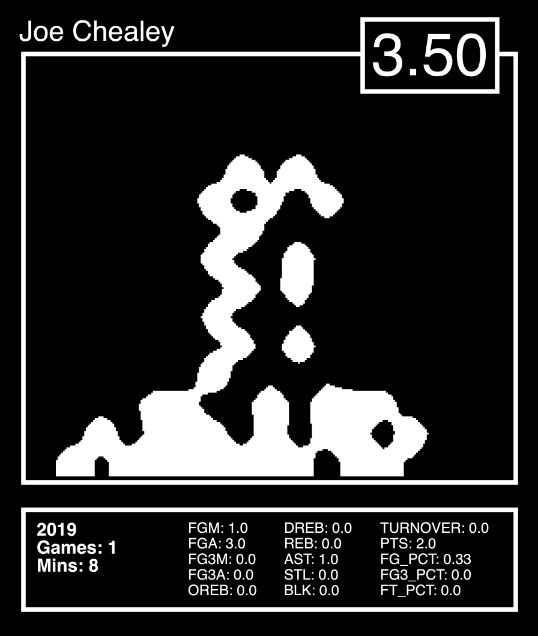 Joe Chealey
3.50
2019
Games: 1
Mins: 8
FGM: 1.0
FGA: 3.0
FG3M: 0.0
FG3A: 0.0
OREB: 0.0
DREB: 0.0
REB: 0.0
AST: 1.0
STL: 0.0
BLK: 0.0
TURNOVER: 0.0
PTS: 2.0
FG_PCT: 0.33
FG3_PCT: 0.0
FT_PCT: 0.0